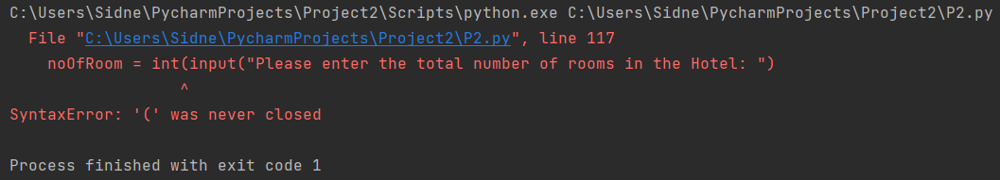 C:\Users\Sidne\PycharmProjects\Project2\Scripts\python.exe C:\Users\Sidne\PycharmProjects\Project2\P2.py
  File "C:\Users\Sidne\PycharmProjects\Project2\P2.py", line 117
    noOfRoom = int(input("Please enter the total number of rooms in the Hotel: ")
                  ^
SyntaxError: '(' was never closed
Process finished with exit code 1